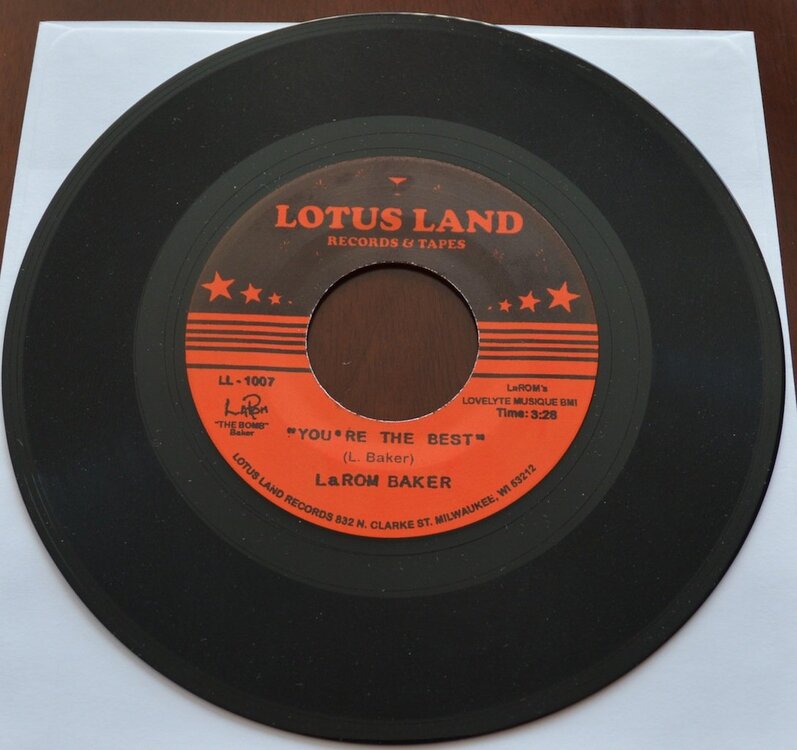 LOTUS LAND
RECORDS & TAPES
LL - 1007
LaRom
"THE BOMB"
Baker
LaROM's
LOVELYTE MUSIQUE BMI
Time: 3:28
"YOU'RE THE BEST"
(L. Baker)
LaROM BAKER
LOTUS LAND RECORDS 832 N. CLARKE ST. MILWAUKEE, WI 53212